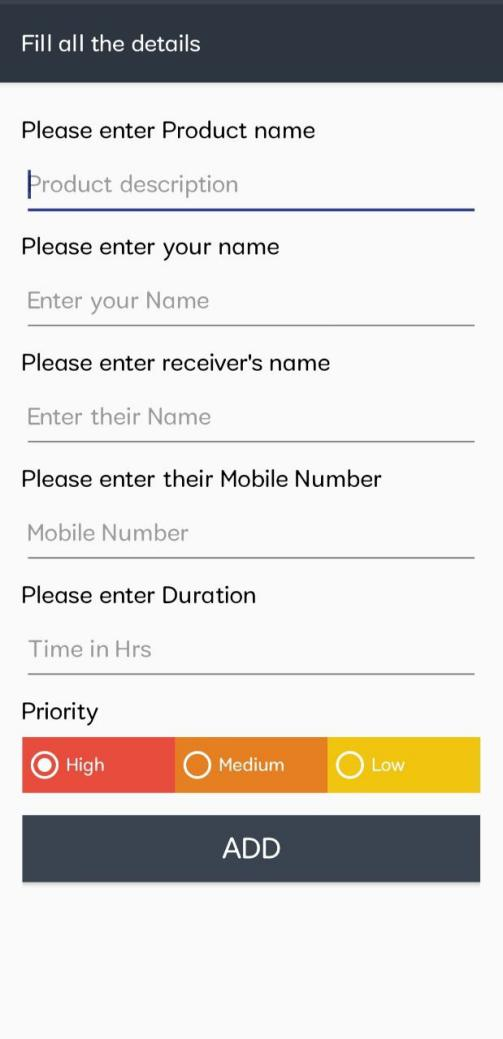 Fill all the details
Please enter Product name
Product description
Please enter your name
Enter your Name
Please enter receiver's name
Enter their Name
Please enter their Mobile Number
Mobile Number
Please enter Duration
Time in Hrs
Priority
High Medium Low
ADD